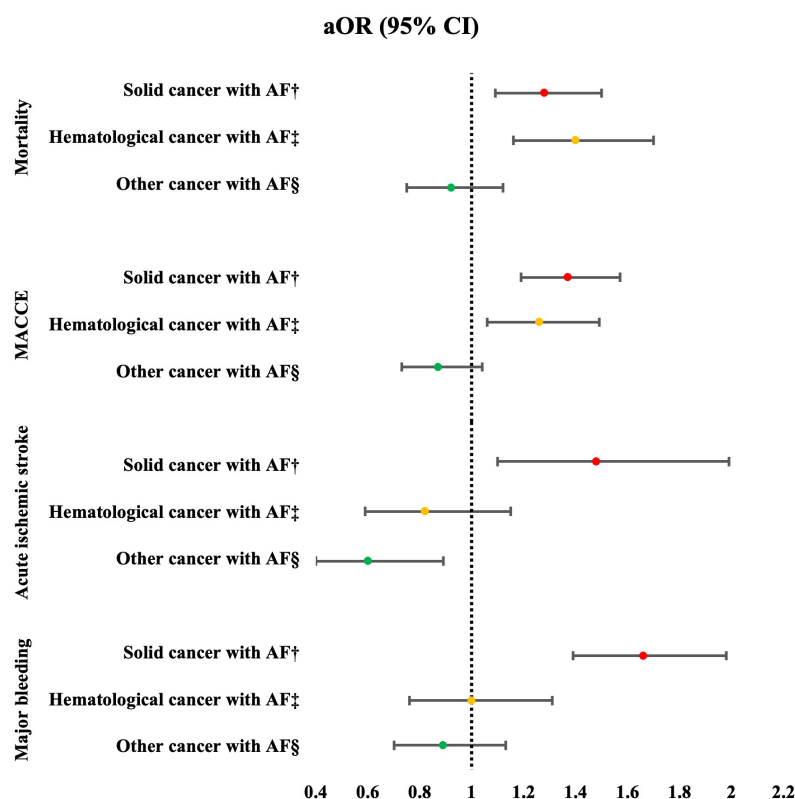 aOR (95% CI)
Mortality
Solid cancer with AF†
Hematological cancer with AF‡
Other cancer with AF§
MACCE
Solid cancer with AF†
Hematological cancer with AF‡
Other cancer with AF§
Acute ischemic stroke
Solid cancer with AF†
Hematological cancer with AF‡
Other cancer with AF§
Major bleeding
Solid cancer with AF†
Hematological cancer with AF‡
Other cancer with AF§
0.4 0.6 0.8 1 1.2 1.4 1.6 1.8 2 2.2